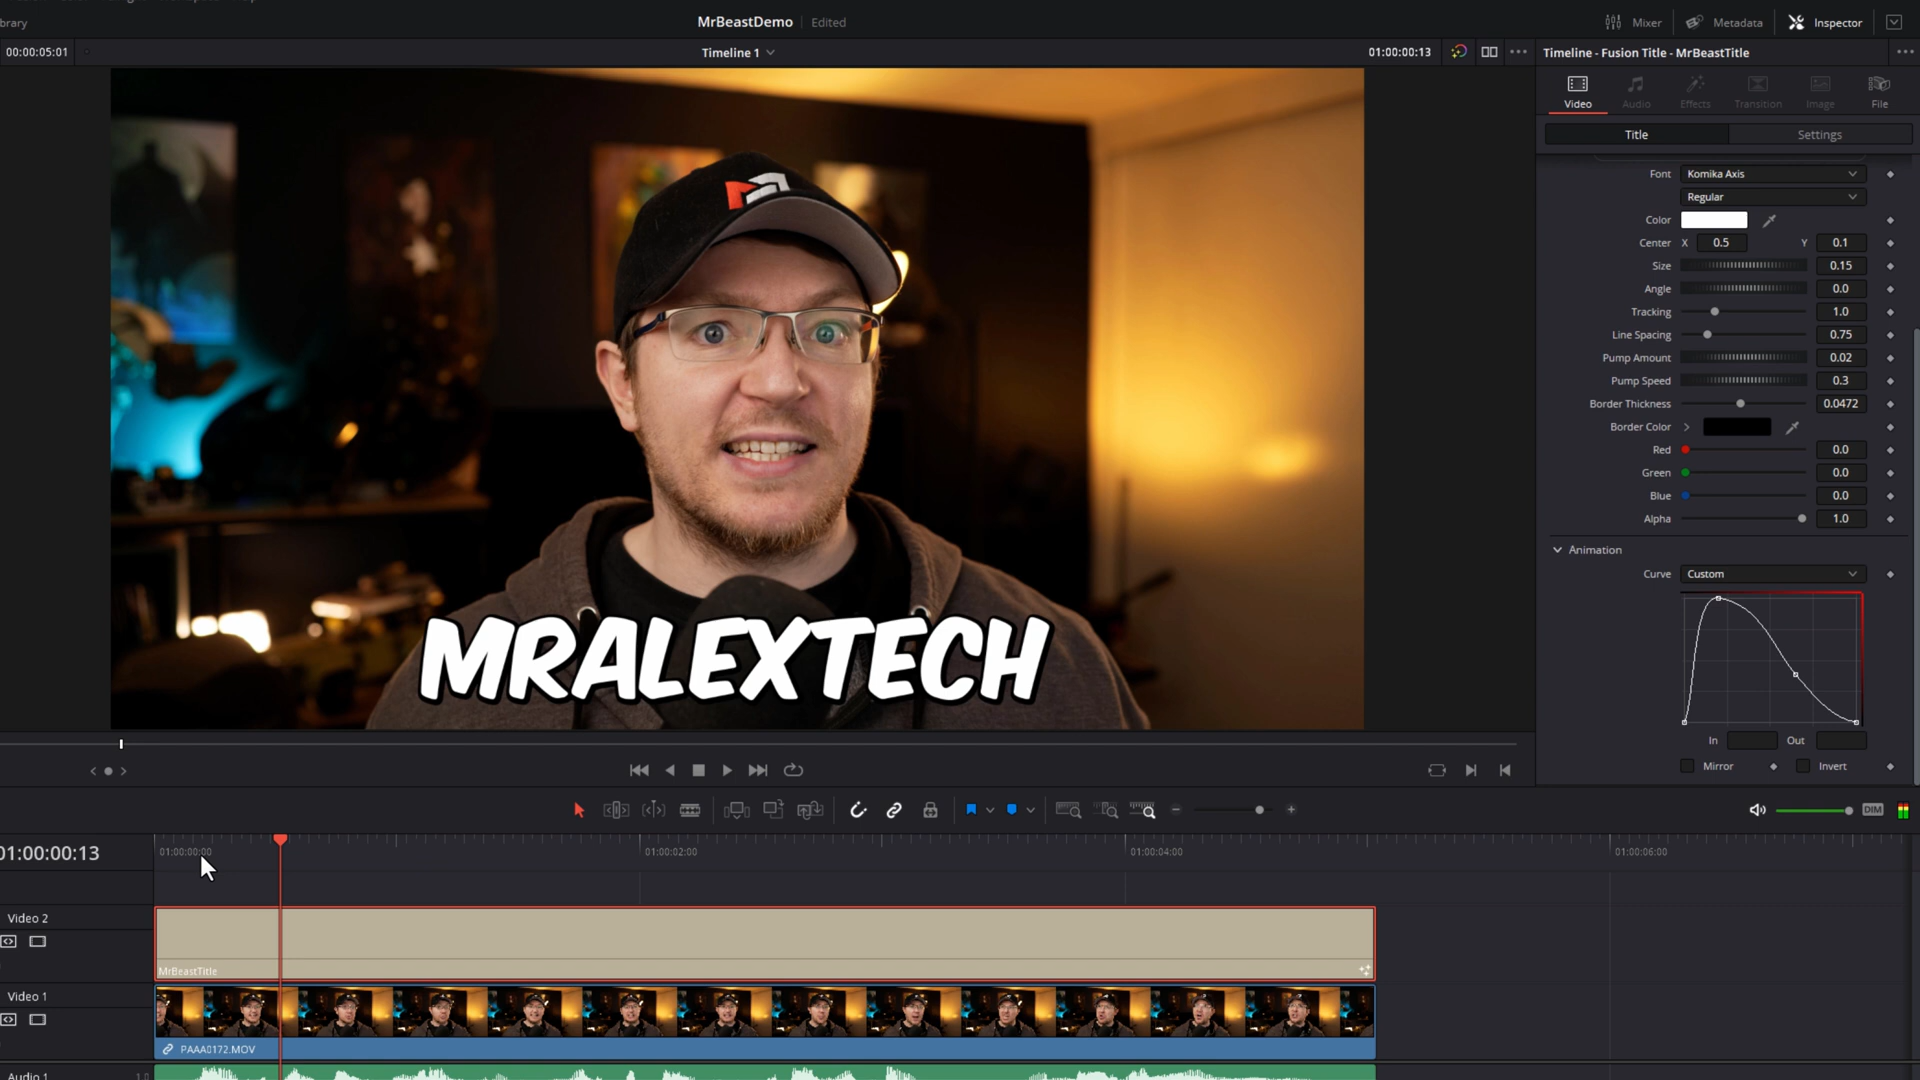 brary
MrBeastDemo
Edited
Mixer
Metadata
Inspector
00:00:05:01
Timeline 1
01:00:00:13
Timeline - Fusion Title - MrBeastTitle
Video
Audio
Effects
Transition
Image
File
Title
Settings
Font
Komika Axis
Regular
Color
Center
X
0.5
Y
0.1
Size
0.15
Angle
0.0
Tracking
1.0
Line Spacing
0.75
Pump Amount
0.02
Pump Speed
0.3
Border Thickness
0.0472
Border Color
Red
0.0
Green
0.0
Blue
0.0
Alpha
1.0
Animation
Curve
Custom
In
Out
Mirror
Invert
MRALEXTECH
DIM
01:00:00:13
01:00:00:00
01:00:02:00
01:00:04:00
01:00:06:00
Video 2
MrBeastTitle
Video 1
PAAA0172.MOV
Audio 1
1.0